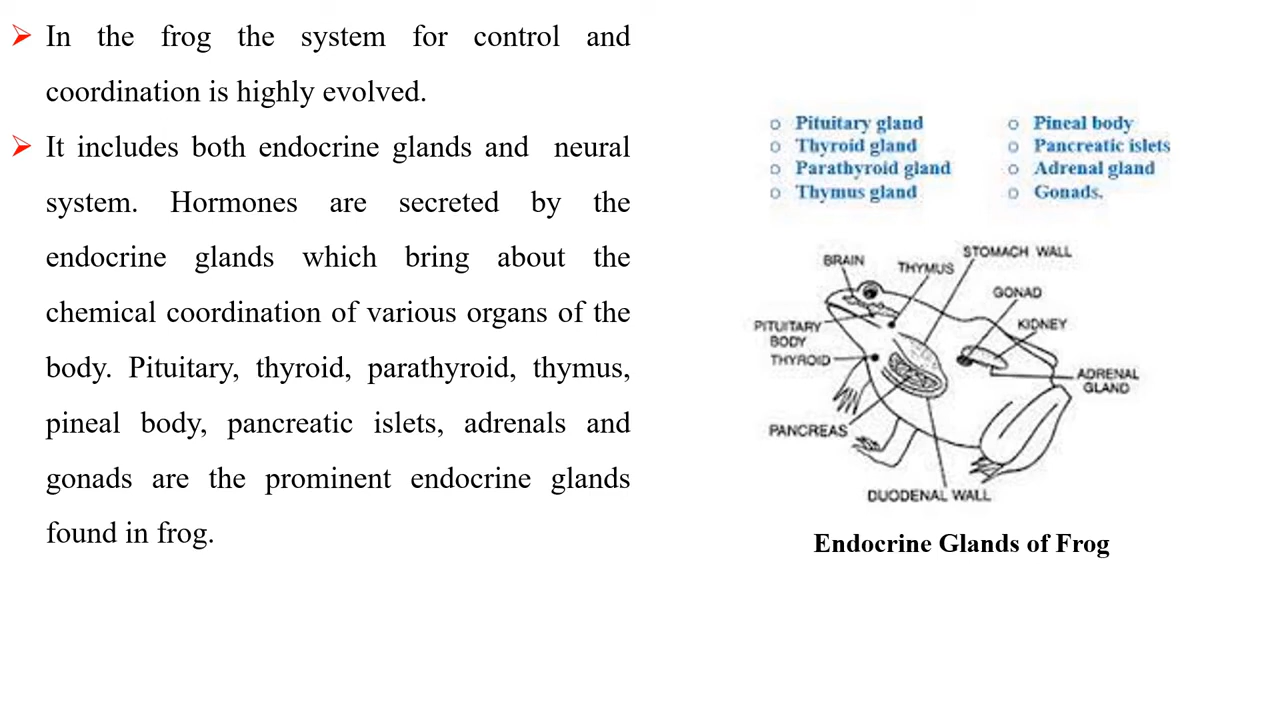 In the frog the system for control and
coordination is highly evolved.
It includes both endocrine glands and neural
system. Hormones are secreted by the
endocrine glands which bring about the
chemical coordination of various organs of the
body. Pituitary, thyroid, parathyroid, thymus,
pineal body, pancreatic islets, adrenals and
gonads are the prominent endocrine glands
found in frog.
Pituitary gland
Thyroid gland
Parathyroid gland
Thymus gland
Pineal body
Pancreatic islets
Adrenal gland
Gonads.
STOMACH WALL
BRAIN
THYMUS
GONAD
KIDNEY
PITUITARY
BODY
THYROID
ADRENAL
GLAND
PANCREAS
DUODENAL WALL
Endocrine Glands of Frog